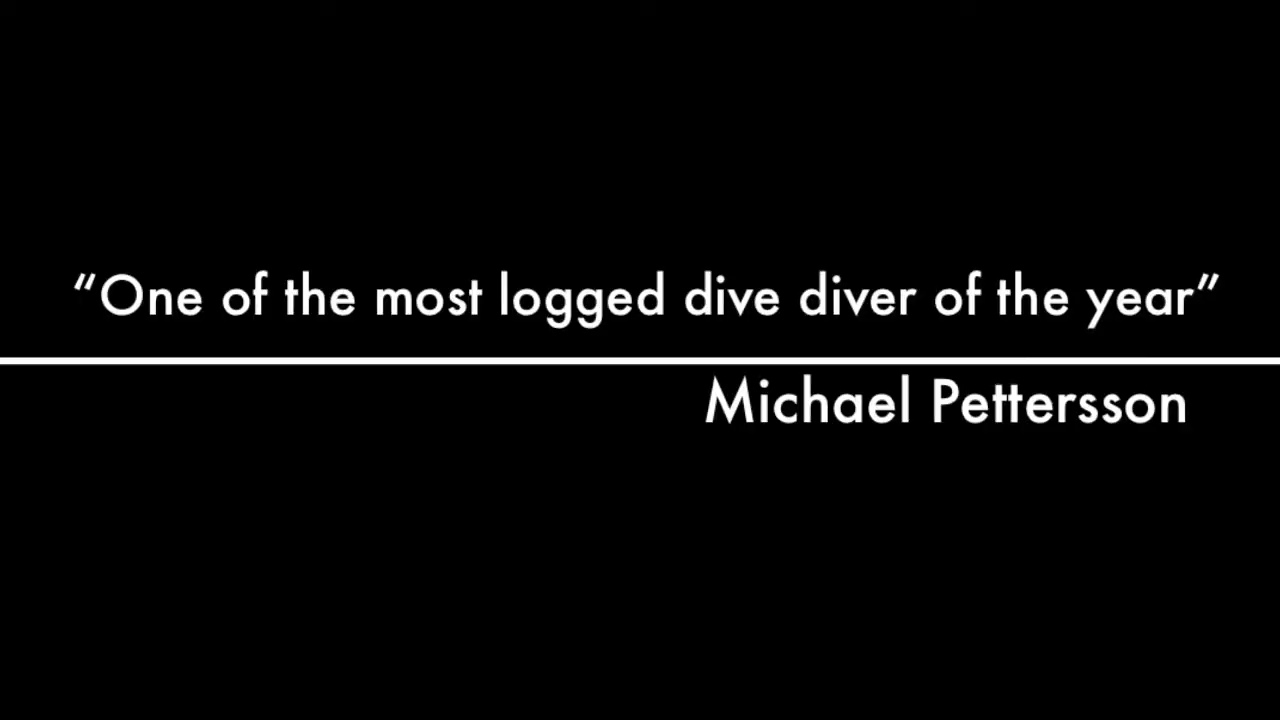 “One of the most logged dive diver of the year”
Michael Pettersson